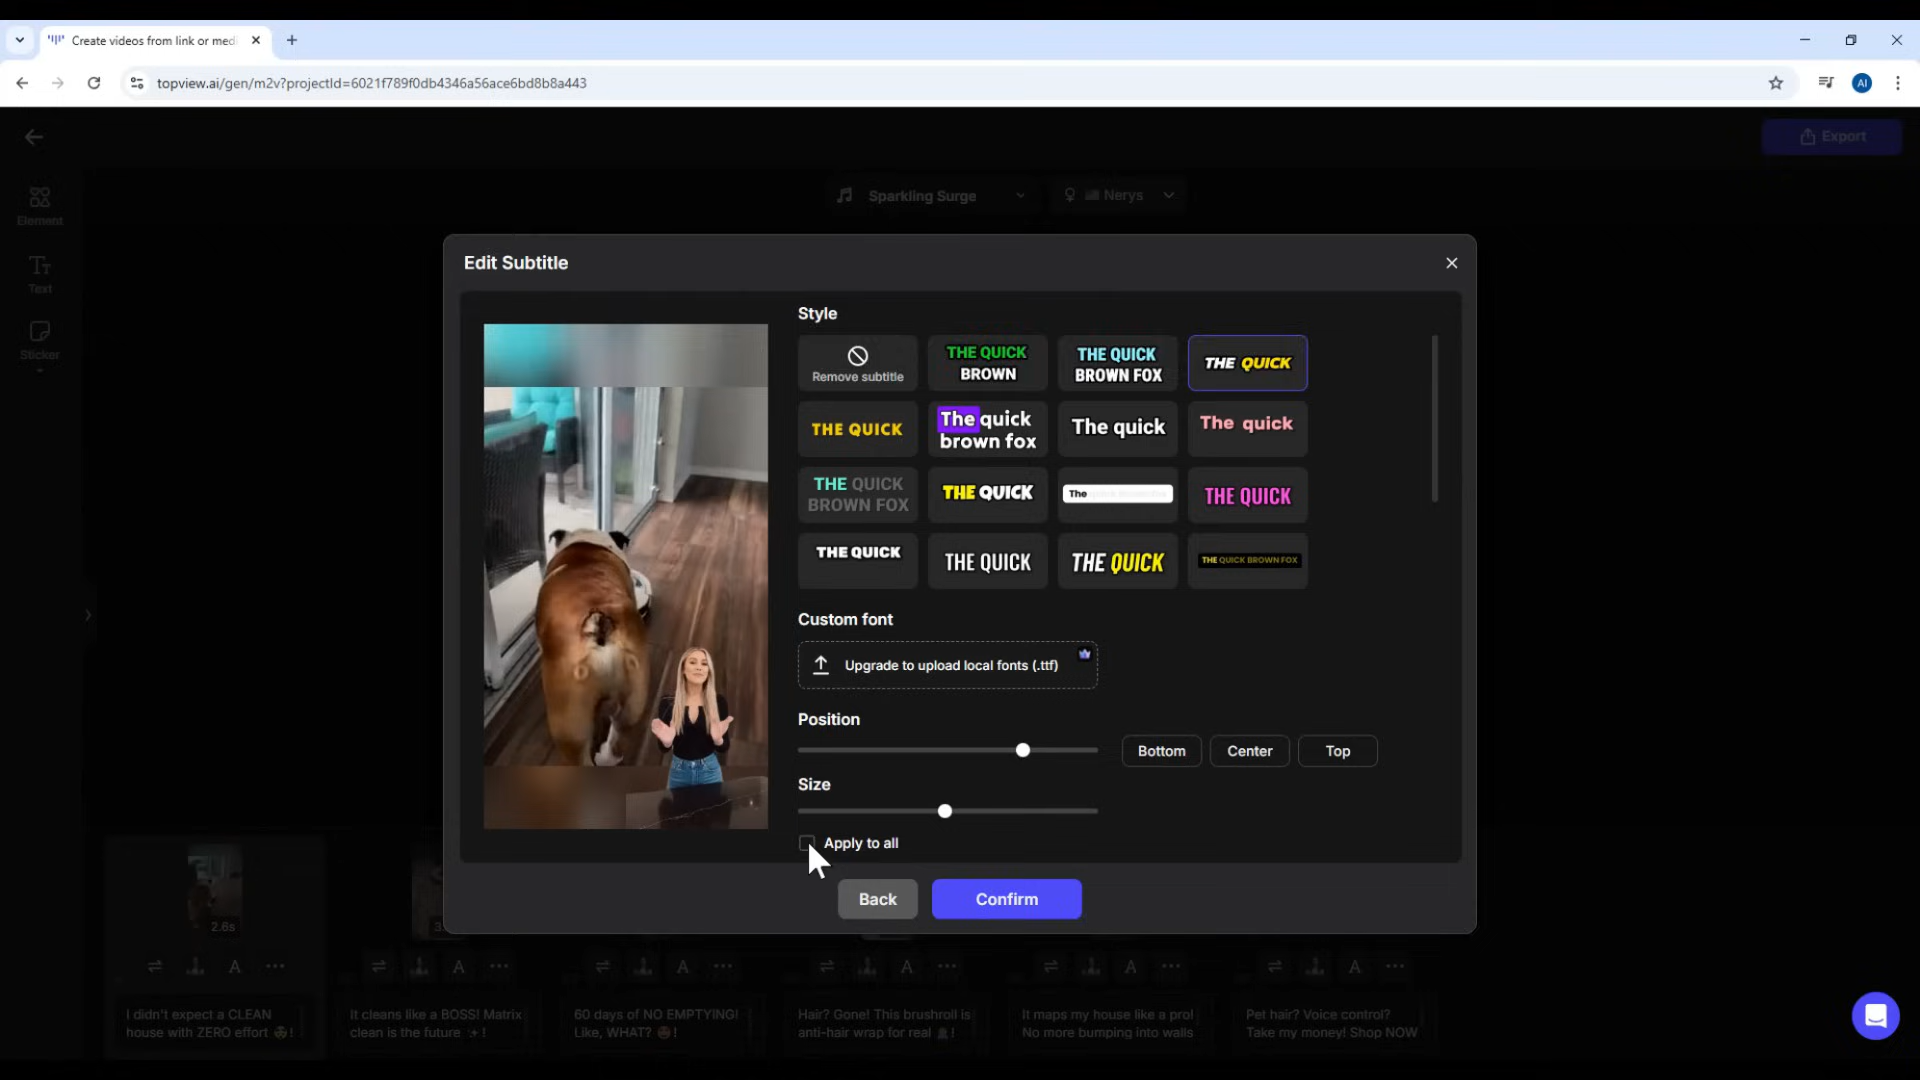 Create videos from link or med
topview.ai/gen/m2v?projectId=6021f789f0db4346a56ace6bd8b8a443
AI
Export
Element
Text
Sticker
Sparkling Surge
Nerys
Edit Subtitle
Style
Remove subtitle
THE QUICK
BROWN
THE QUICK
BROWN FOX
THE QUICK
THE QUICK
The quick
brown fox
The quick
The quick
THE QUICK
BROWN FOX
THE QUICK
The
THE QUICK
THE QUICK
THE QUICK
THE QUICK
THE QUICK BROWN FOX
Custom font
Upgrade to upload local fonts (.ttf)
Position
Bottom
Center
Top
Size
Apply to all
Back
Confirm
2.6s
3.
A
A
A
A
A
A
I didn't expect a CLEAN
house with ZERO effort 🤩!
It cleans like a BOSS! Matrix
clean is the future ✨!
60 days of NO EMPTYING!
Like, WHAT? 🤩!
Hair? Gone! This brushroll is
anti-hair wrap for real !
It maps my house like a pro!
No more bumping into walls
Pet hair? Voice control?
Take my money! Shop NOW